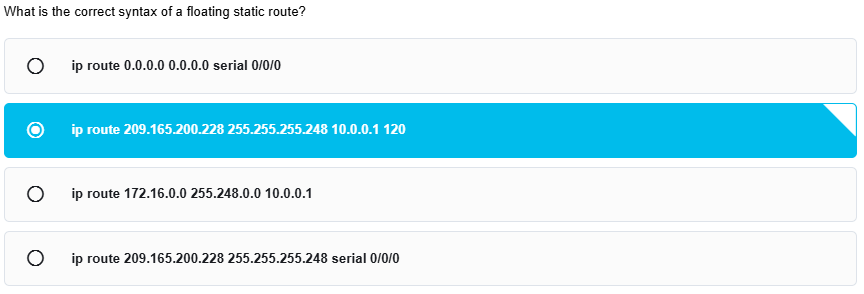 What is the correct syntax of a floating static route?
ip route 0.0.0.0 0.0.0.0 serial 0/0/0
ip route 209.165.200.228 255.255.255.248 10.0.0.1 120
ip route 172.16.0.0 255.248.0.0 10.0.0.1
ip route 209.165.200.228 255.255.255.248 serial 0/0/0